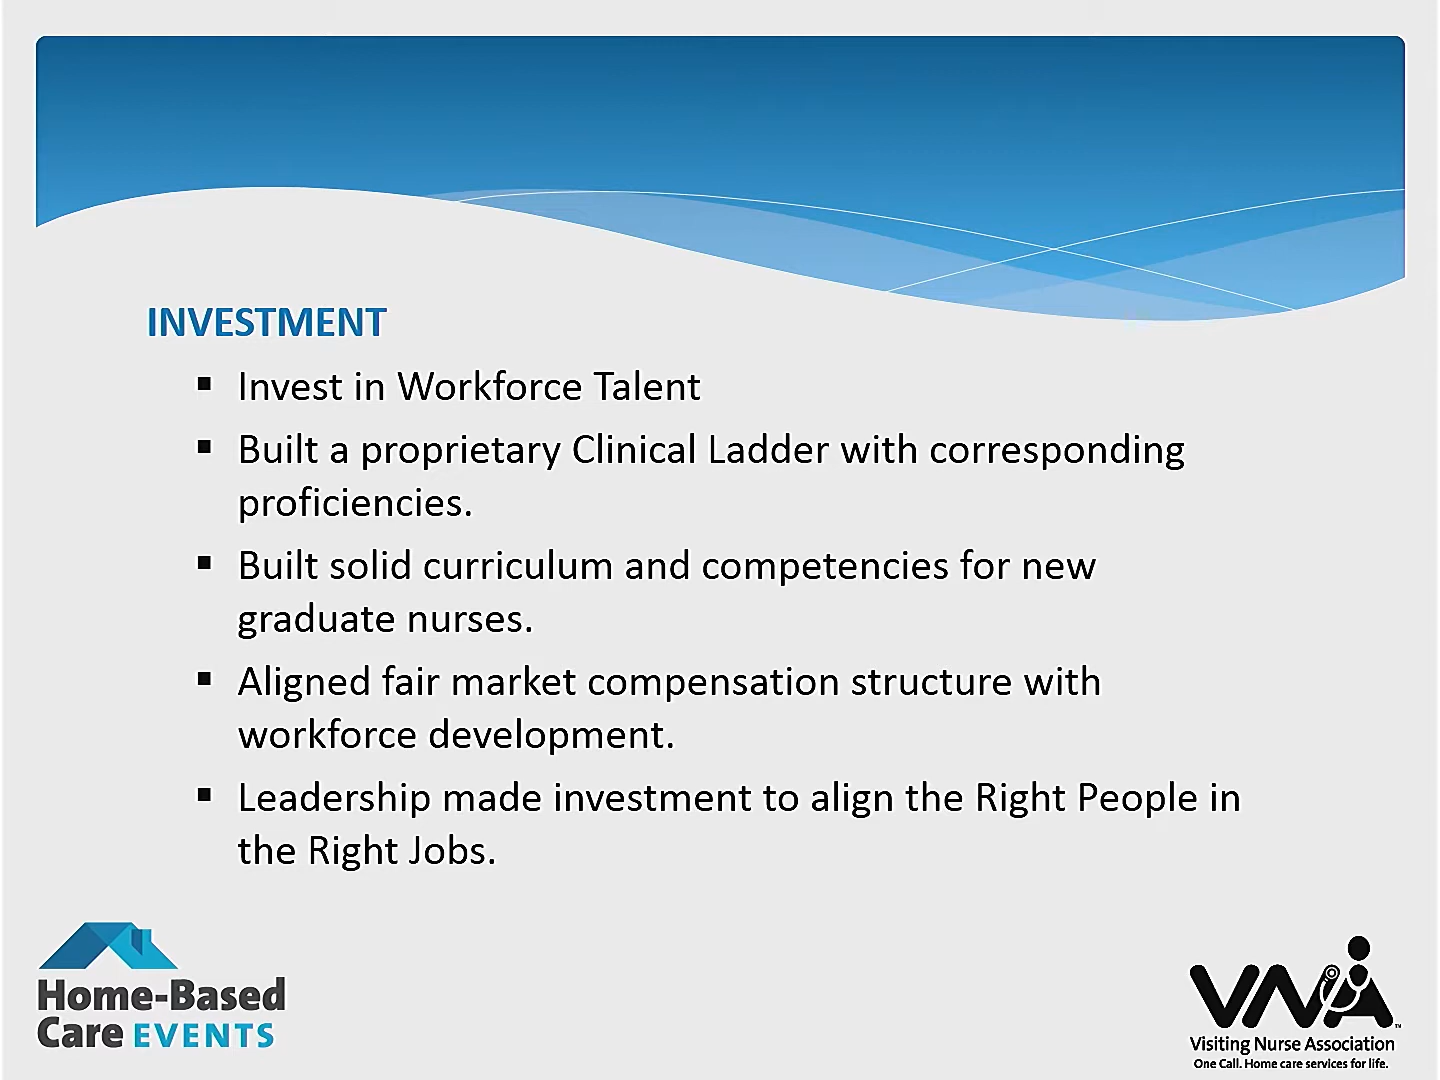 INVESTMENT
▪ Invest in Workforce Talent
▪ Built a proprietary Clinical Ladder with corresponding
proficiencies.
▪ Built solid curriculum and competencies for new
graduate nurses.
▪ Aligned fair market compensation structure with
workforce development.
▪ Leadership made investment to align the Right People in
the Right Jobs.
Home-Based
Care EVENTS
VNA™
Visiting Nurse Association
One Call. Home care services for life.